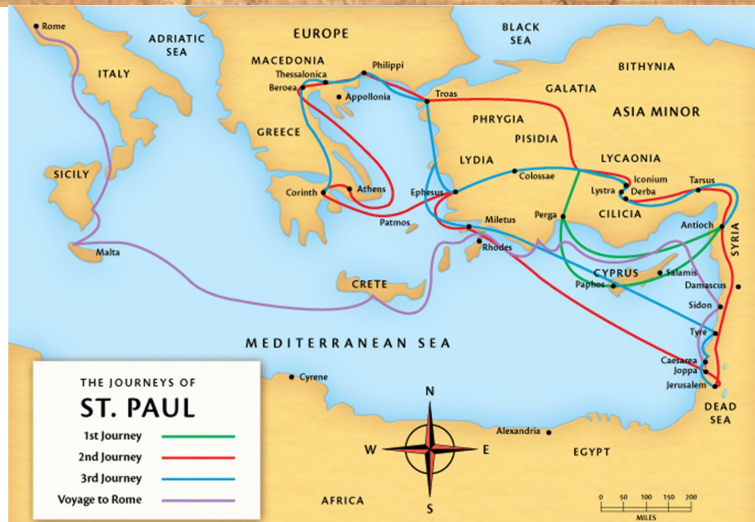 Rome
ADRIATIC
SEA
EUROPE
BLACK
SEA
MACEDONIA
Thessalonica
Philippi
Beroea
Appollonia
ITALY
BITHYNIA
GALATIA
Troas
ASIA MINOR
PHRYGIA
PISIDIA
GREECE
LYDIA
LYCAONIA
SICILY
Colossae
Iconium
Tarsus
Lystra
Derba
Corinth
Athens
Ephesus
CILICIA
Patmos
Perga
Miletus
Antioch
Rhodes
SYRIA
Malta
CYPRUS
Salamis
Paphos
Damascus
CRETE
Sidon
Tyre
MEDITERRANEAN SEA
Caesarea
Joppa
Jerusalem
Cyrene
DEAD
SEA
THE JOURNEYS OF
ST. PAUL
1st Journey
2nd Journey
3rd Journey
Voyage to Rome
N
W
E
S
Alexandria
EGYPT
AFRICA
0 50 100 150 200
MILES